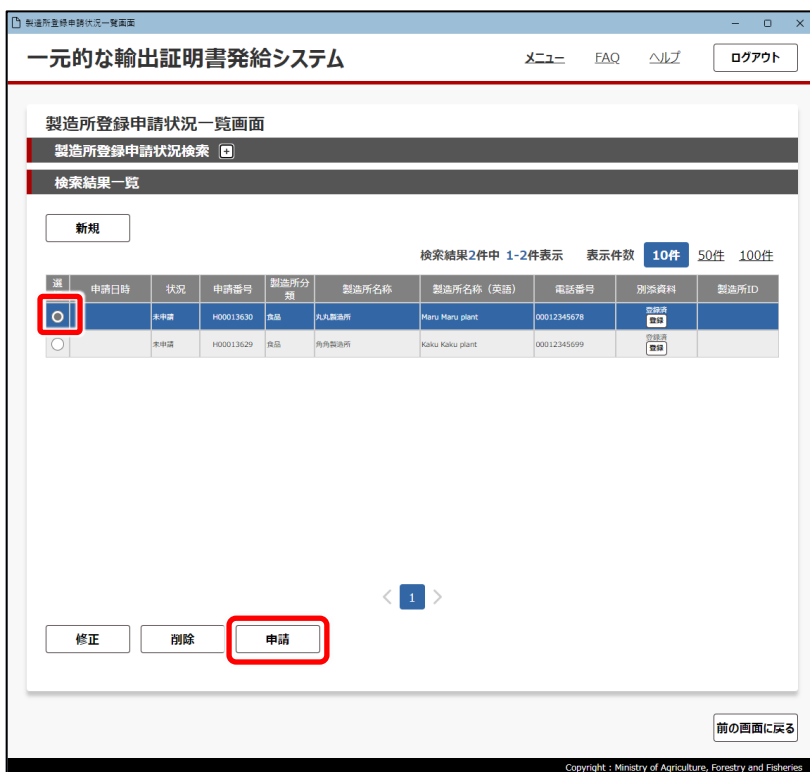 製造所登録申請状況一覧画面
一元的な輸出証明書発給システム メニュー FAQ ヘルプ ログアウト
製造所登録申請状況一覧画面
製造所登録申請状況検索 +
検索結果一覧
新規
検索結果2件中 1-2件表示 表示件数 10件 50件 100件
選 申請日時 状況 申請番号 製造所分類 製造所名称 製造所名称（英語） 電話番号 別添資料 製造所ID
未申請 H00013630 食品 丸丸製造所 Maru Maru plant 00012345678 登録済 登録
未申請 H00013629 食品 角角製造所 Kaku Kaku plant 00012345699 登録済 登録
< 1 >
修正 削除 申請
前の画面に戻る
Copyright : Ministry of Agriculture, Forestry and Fisheries